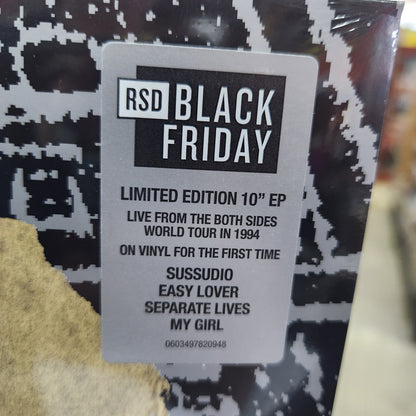 RSD BLACK
FRIDAY
LIMITED EDITION 10” EP
LIVE FROM THE BOTH SIDES
WORLD TOUR IN 1994
ON VINYL FOR THE FIRST TIME
SUSSUDIO
EASY LOVER
SEPARATE LIVES
MY GIRL
0603497820948